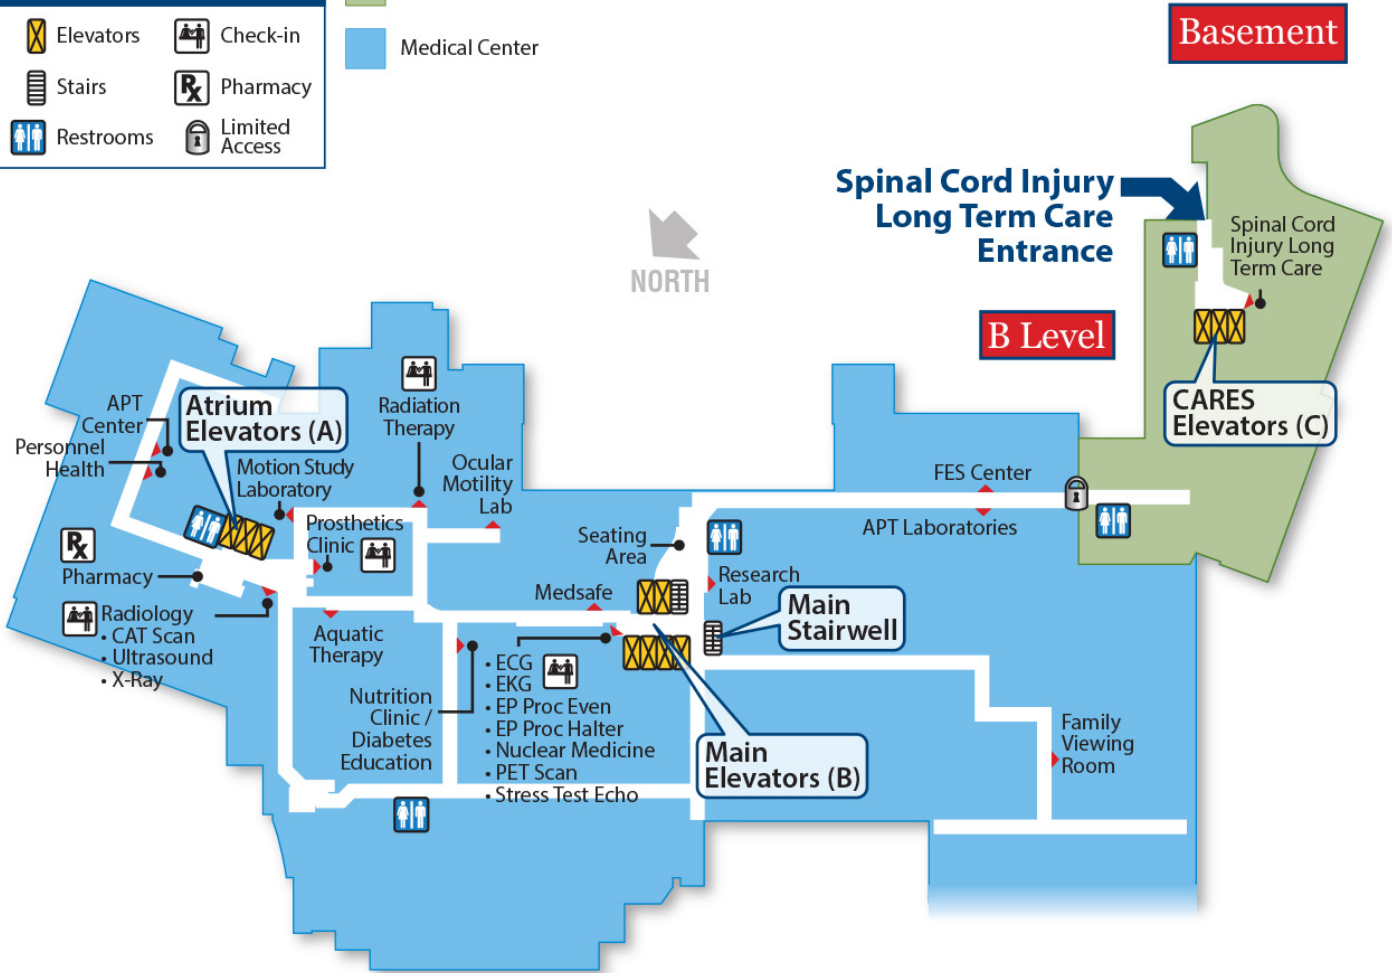 Elevators
Check-in
Stairs
Rx
Pharmacy
Restrooms
Limited
Access
Medical Center
Basement
Spinal Cord Injury
Long Term Care
Entrance
Spinal Cord
Injury Long
Term Care
NORTH
B Level
CARES
Elevators (C)
APT
Center
Personnel
Health
Atrium
Elevators (A)
Radiation
Therapy
Motion Study
Laboratory
Ocular
Motility
Lab
FES Center
APT Laboratories
Prosthetics
Clinic
Seating
Area
Rx
Pharmacy
Medsafe
Research
Lab
Main
Stairwell
Radiology
• CAT Scan
• Ultrasound
• X-Ray
Aquatic
Therapy
Nutrition
Clinic /
Diabetes
Education
• ECG
• EKG
• EP Proc Even
• EP Proc Halter
• Nuclear Medicine
• PET Scan
• Stress Test Echo
Main
Elevators (B)
Family
Viewing
Room